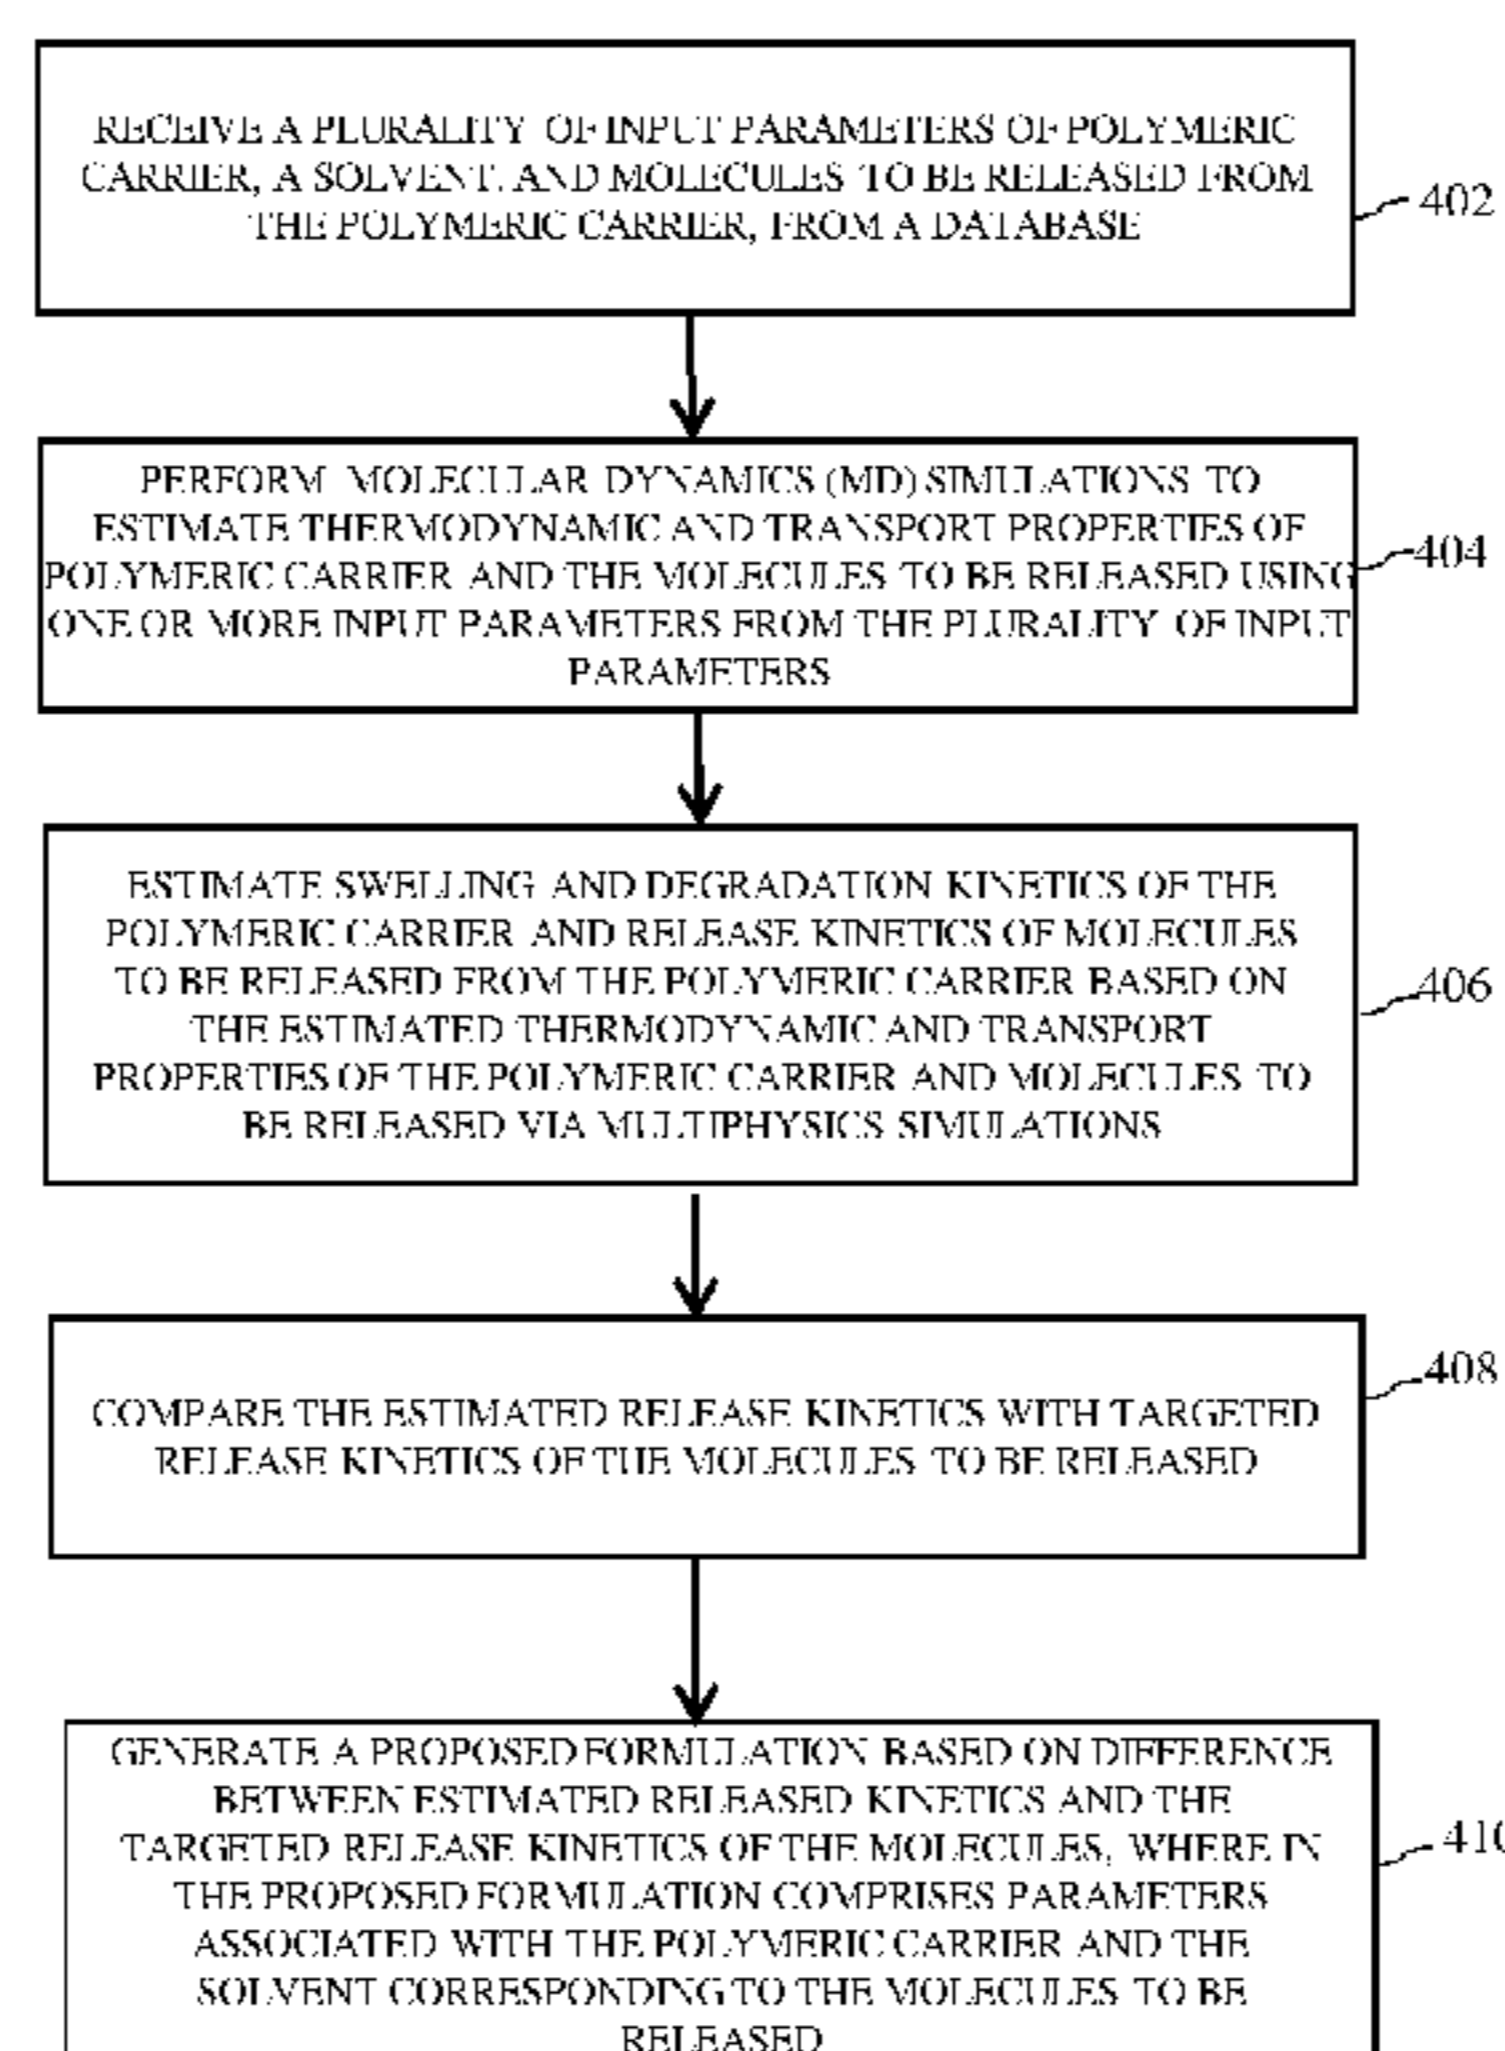 RECEIVE A PLURALITY OF INPUT PARAMETERS OF POLYMERIC
CARRIER, A SOLVENT, AND MOLECULES TO BE RELEASED FROM
THE POLYMERIC CARRIER, FROM A DATABASE
402
PERFORM MOLECULAR DYNAMICS (MD) SIMULATIONS TO
ESTIMATE THERMODYNAMIC AND TRANSPORT PROPERTIES OF
POLYMERIC CARRIER AND THE MOLECULES TO BE RELEASED USING
ONE OR MORE INPUT PARAMETERS FROM THE PLURALITY OF INPUT
PARAMETERS
404
ESTIMATE SWELLING AND DEGRADATION KINETICS OF THE
POLYMERIC CARRIER AND RELEASE KINETICS OF MOLECULES
TO BE RELEASED FROM THE POLYMERIC CARRIER BASED ON
THE ESTIMATED THERMODYNAMIC AND TRANSPORT
PROPERTIES OF THE POLYMERIC CARRIER AND MOLECULES TO
BE RELEASED VIA MULTIPHYSICS SIMULATIONS
406
COMPARE THE ESTIMATED RELEASE KINETICS WITH TARGETED
RELEASE KINETICS OF THE MOLECULES TO BE RELEASED
408
GENERATE A PROPOSED FORMULATION BASED ON DIFFERENCE
BETWEEN ESTIMATED RELEASED KINETICS AND THE
TARGETED RELEASE KINETICS OF THE MOLECULES, WHERE IN
THE PROPOSED FORMULATION COMPRISES PARAMETERS
ASSOCIATED WITH THE POLYMERIC CARRIER AND THE
SOLVENT CORRESPONDING TO THE MOLECULES TO BE
RELEASED
410